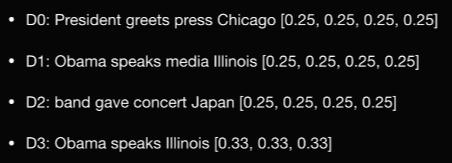 • D0: President greets press Chicago [0.25, 0.25, 0.25, 0.25]
• D1: Obama speaks media Illinois [0.25, 0.25, 0.25, 0.25]
• D2: band gave concert Japan [0.25, 0.25, 0.25, 0.25]
• D3: Obama speaks Illinois [0.33, 0.33, 0.33]